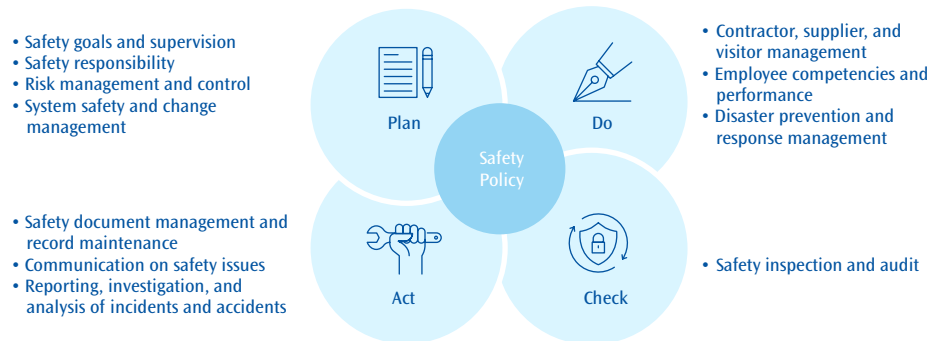 • Safety goals and supervision
• Safety responsibility
• Risk management and control
• System safety and change
management
Plan
Do
• Contractor, supplier, and
visitor management
• Employee competencies and
performance
• Disaster prevention and
response management
Safety
Policy
• Safety document management and
record maintenance
• Communication on safety issues
• Reporting, investigation, and
analysis of incidents and accidents
Act
Check
• Safety inspection and audit